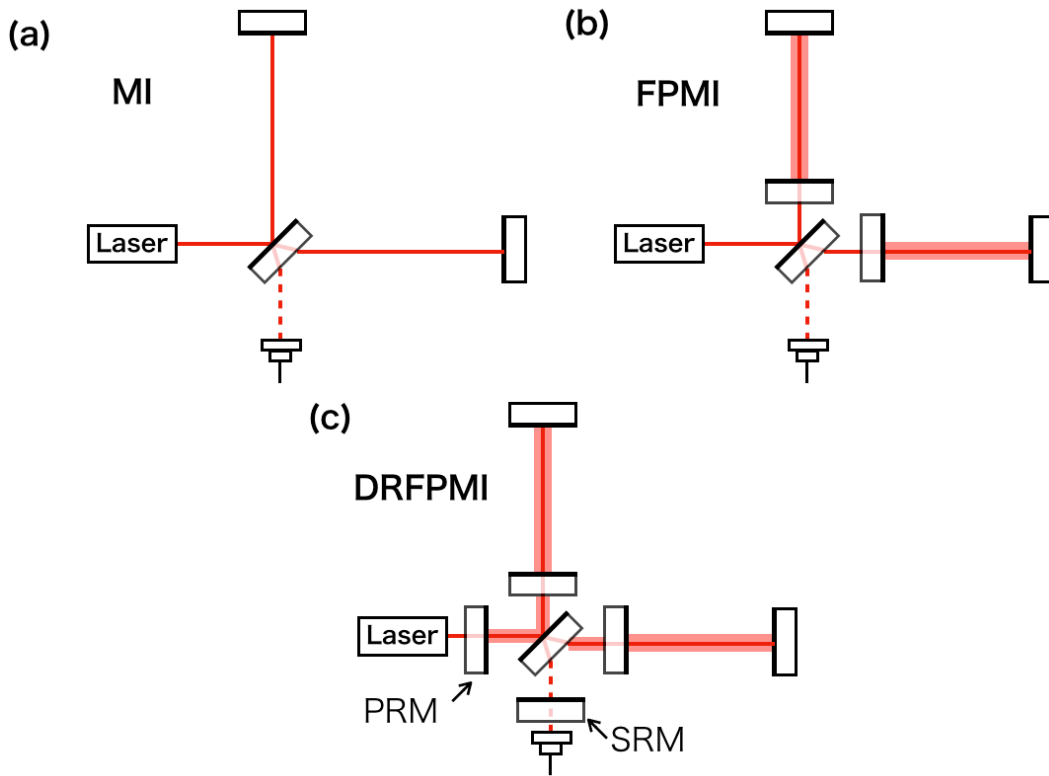 (a)
MI
Laser
(b)
FPMI
Laser
(c)
DRFPMI
Laser
PRM
SRM